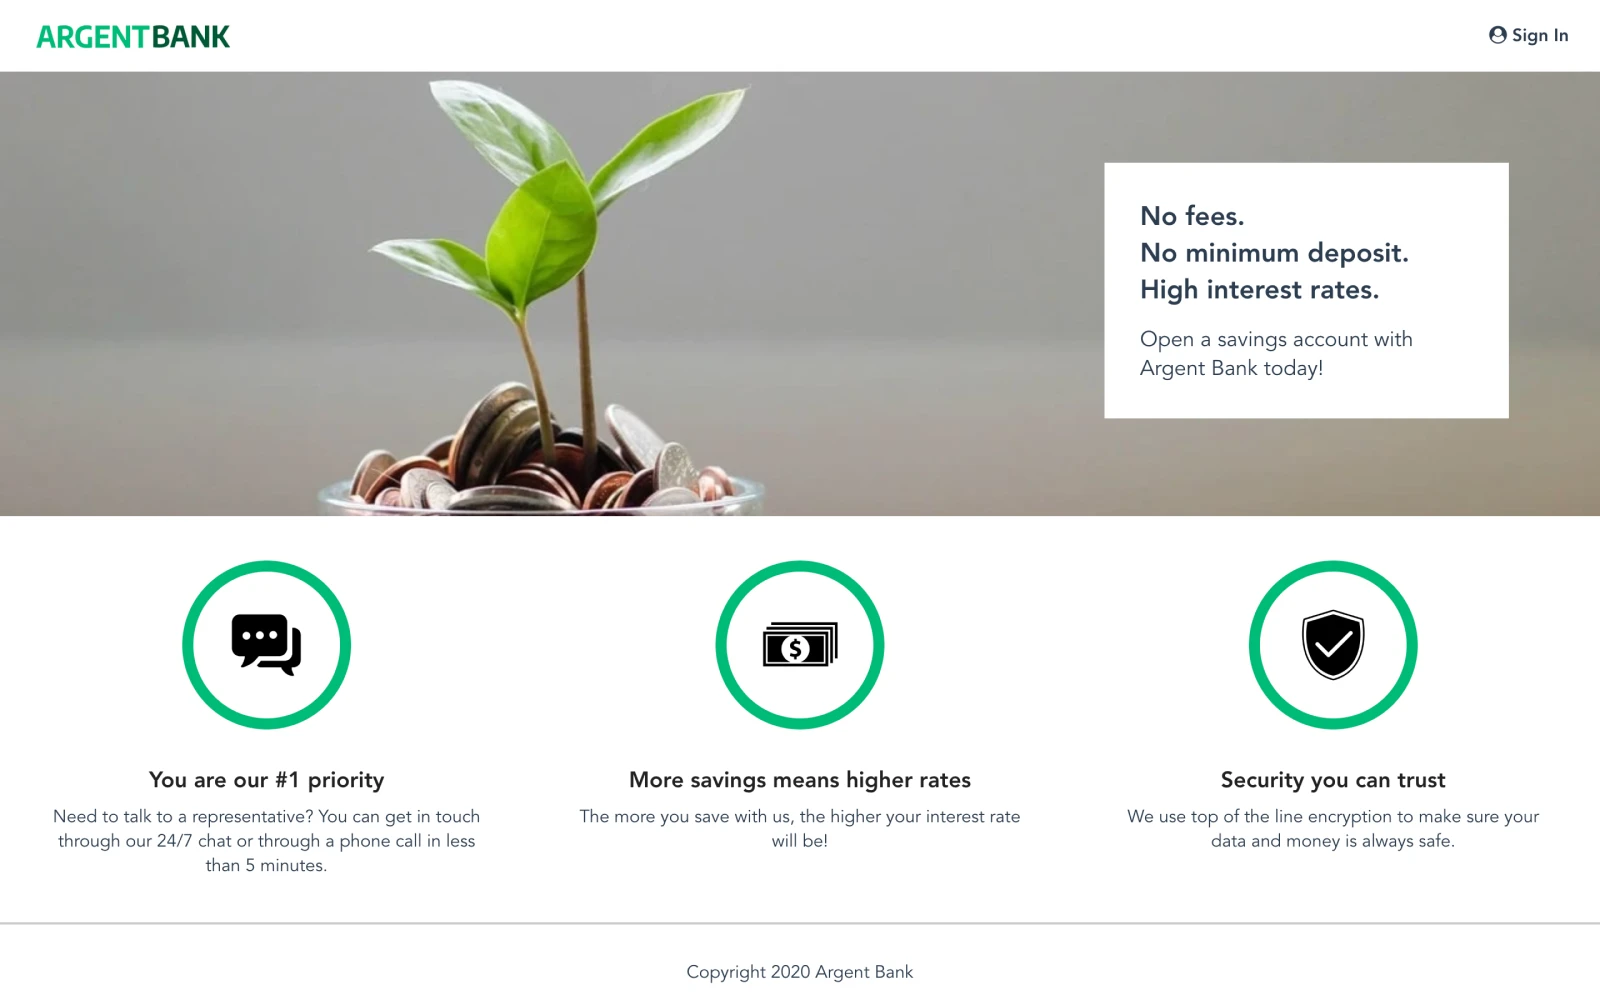 ARGENTBANK
Sign In
No fees.
No minimum deposit.
High interest rates.
Open a savings account with
Argent Bank today!
You are our #1 priority
Need to talk to a representative? You can get in touch
through our 24/7 chat or through a phone call in less
than 5 minutes.
More savings means higher rates
The more you save with us, the higher your interest rate
will be!
Security you can trust
We use top of the line encryption to make sure your
data and money is always safe.
Copyright 2020 Argent Bank